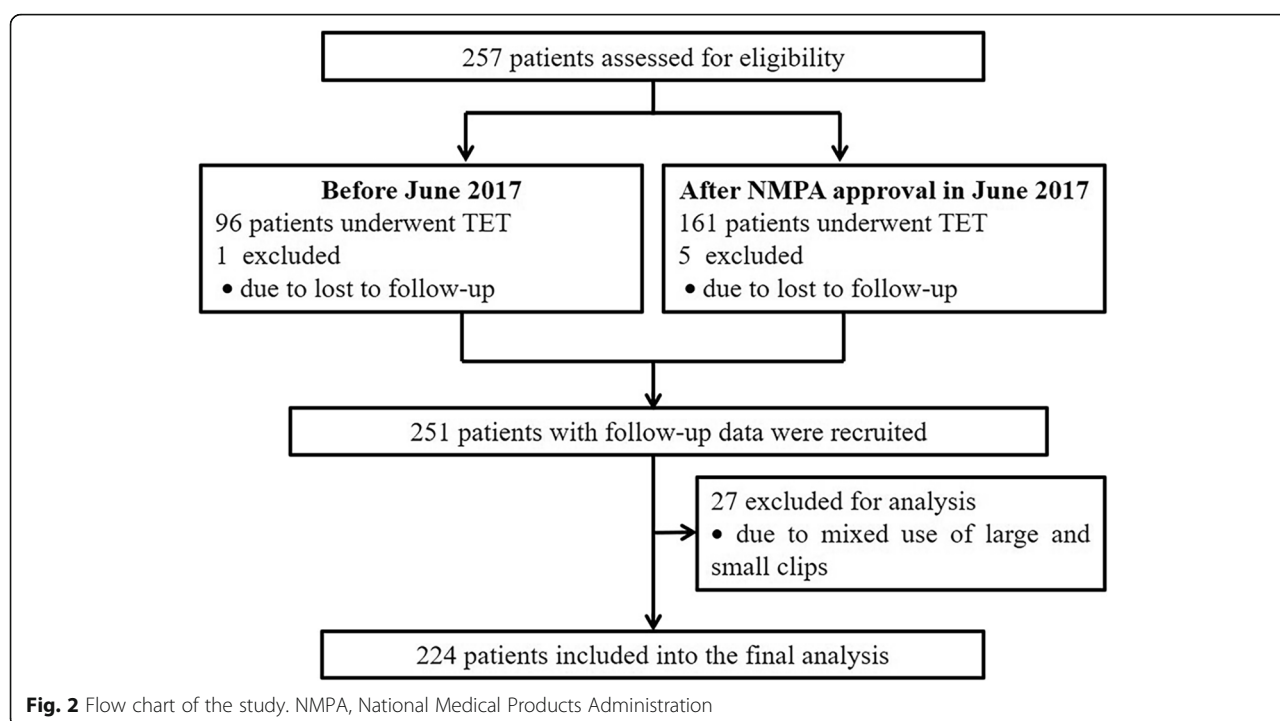 257 patients assessed for eligibility
Before June 2017
96 patients underwent TET
1 excluded
• due to lost to follow-up
After NMPA approval in June 2017
161 patients underwent TET
5 excluded
• due to lost to follow-up
251 patients with follow-up data were recruited
27 excluded for analysis
• due to mixed use of large and
small clips
224 patients included into the final analysis
Fig. 2 Flow chart of the study. NMPA, National Medical Products Administration